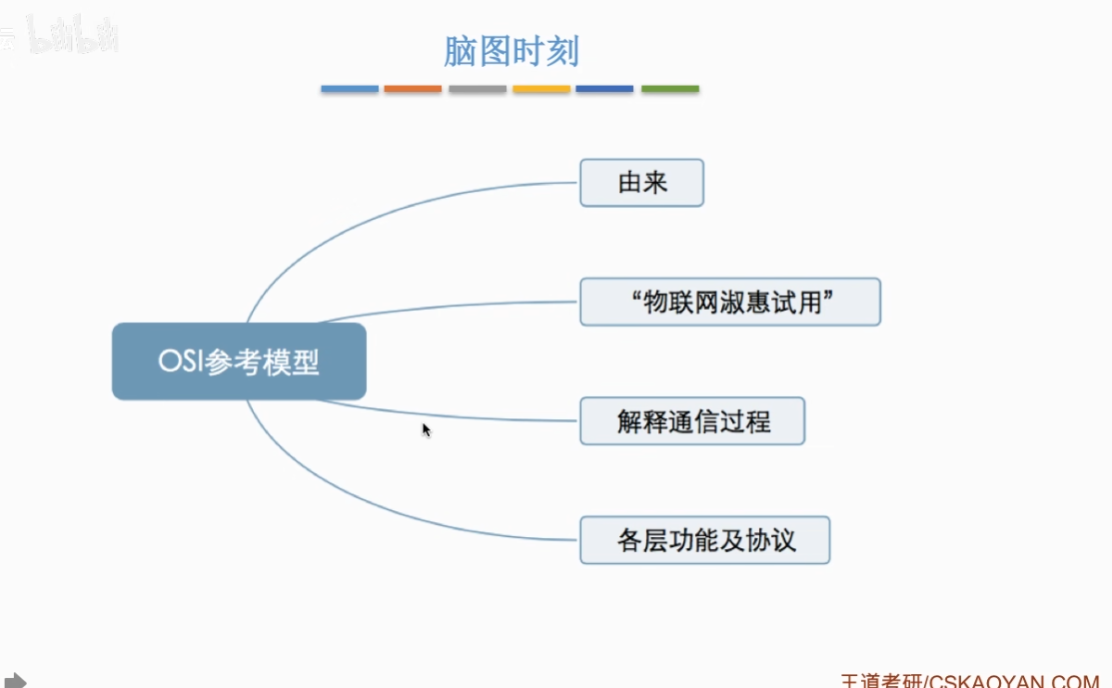 脑图时刻
由来
“物联网淑惠试用”
OSI参考模型
解释通信过程
各层功能及协议
王道考研/CSKAOYAN.COM